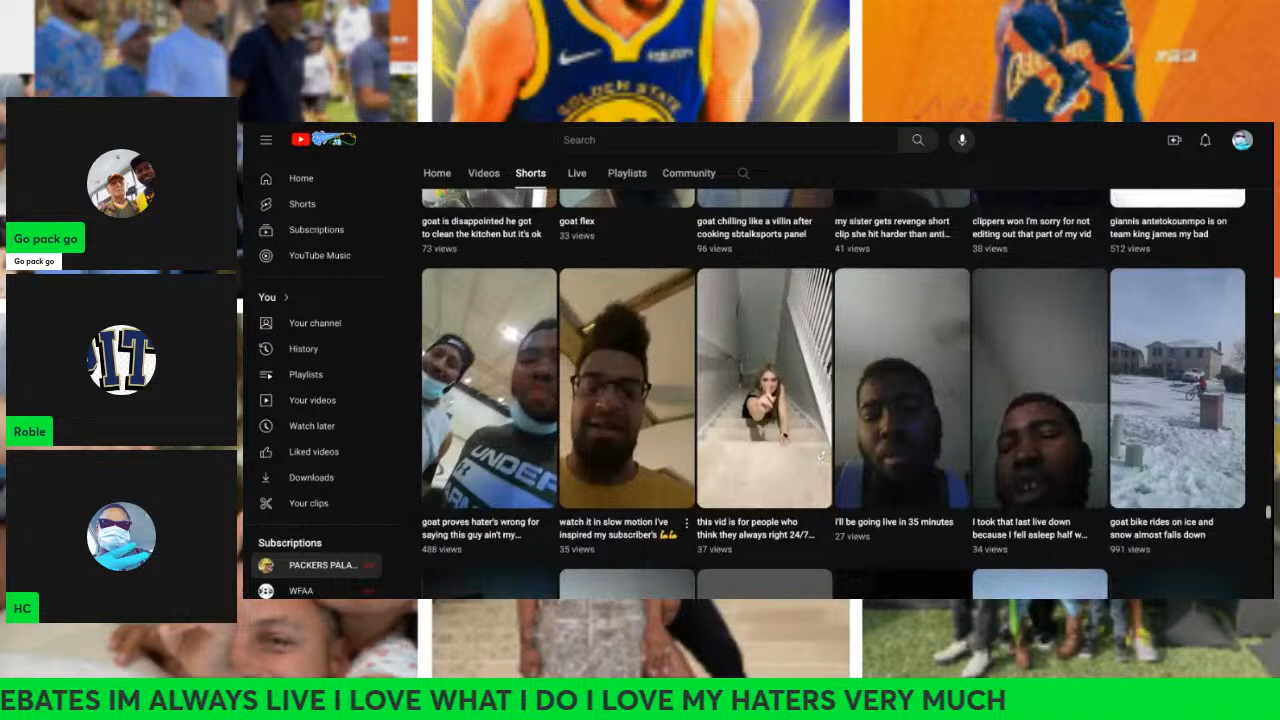 GOLDEN STATE
Go pack go
Go pack go
Roble
HC
Search
Home
Shorts
Subscriptions
YouTube Music
You
Your channel
History
Playlists
Your videos
Watch later
Liked videos
Downloads
Your clips
Subscriptions
PACKERS PALA...
WFAA
Home Videos Shorts Live Playlists Community
goat is disappointed he got
to clean the kitchen but it's ok
73 views
goat flex
33 views
goat chilling like a villin after
cooking sbtalksports panel
96 views
my sister gets revenge short
clip she hit harder than anti...
41 views
clippers won I'm sorry for not
editing out that part of my vid
38 views
giannis antetokounmpo is on
team king james my bad
512 views
UNDER
goat proves hater's wrong for
saying this guy ain't my...
488 views
watch it in slow motion I've
inspired my subscriber's 💪💪
35 views
this vid is for people who
think they always right 24/7...
37 views
I'll be going live in 35 minutes
27 views
I took that last live down
because I fell asleep half w...
34 views
goat bike rides on ice and
snow almost falls down
991 views
EBATES IM ALWAYS LIVE I LOVE WHAT I DO I LOVE MY HATERS VERY MUCH